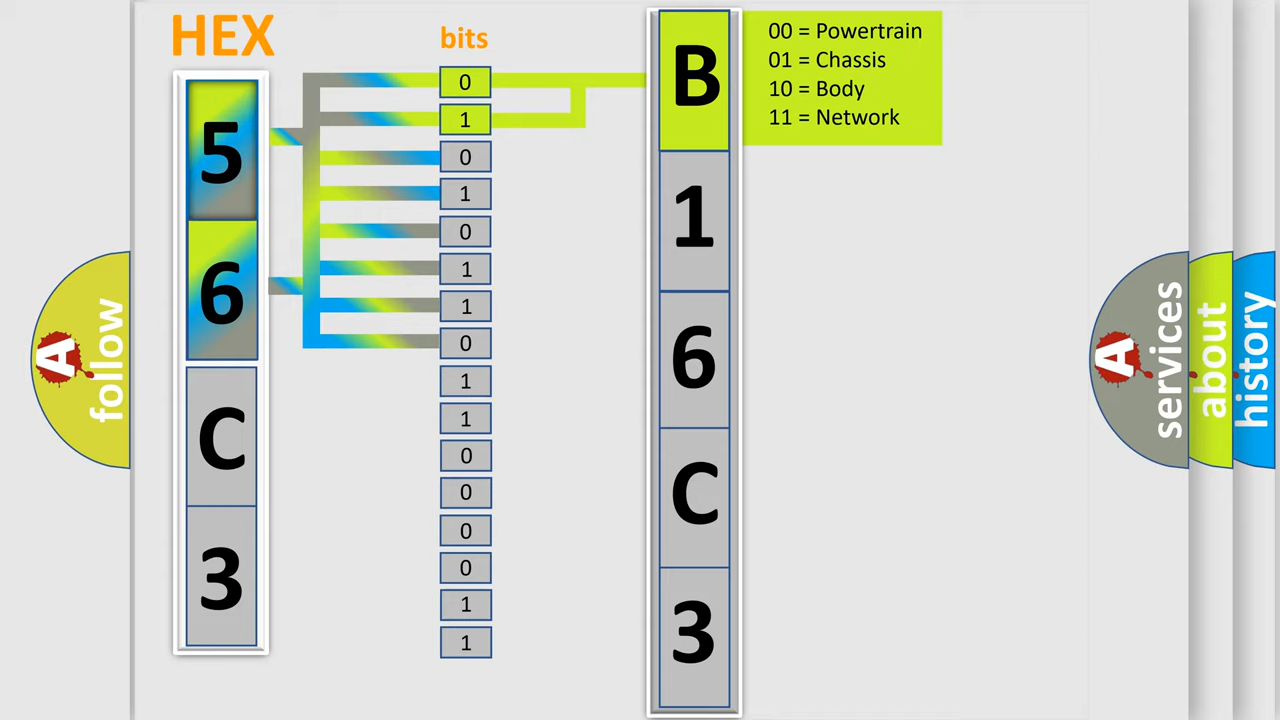 HEX
bits
5
6
C
3
0
1
0
1
0
1
1
0
1
1
0
0
0
0
1
1
B
1
6
C
3
00 = Powertrain
01 = Chassis
10 = Body
11 = Network
A
follow
A
services
about
history